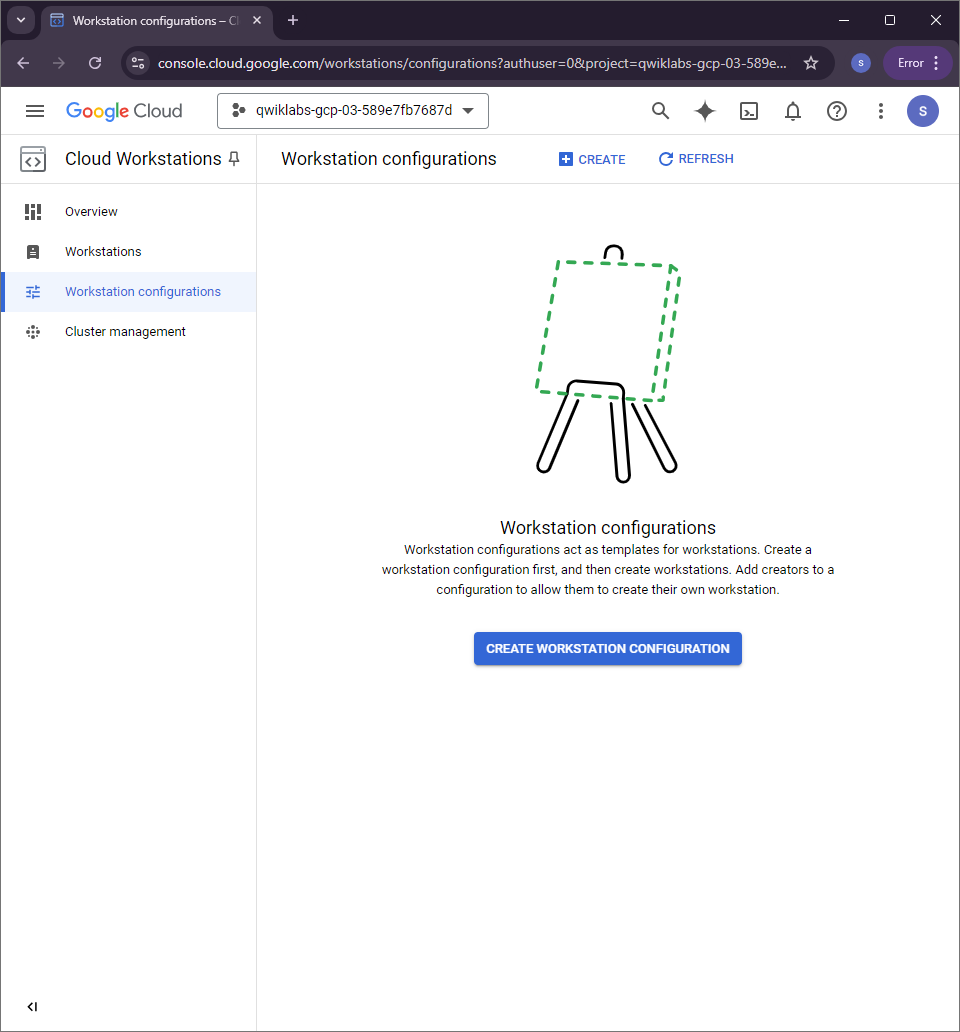 Workstation configurations – Cl
console.cloud.google.com/workstations/configurations?authuser=0&project=qwiklabs-gcp-03-589e...
s
Error
Google Cloud
qwiklabs-gcp-03-589e7fb7687d
S
Cloud Workstations
Workstation configurations
CREATE
REFRESH
Overview
Workstations
Workstation configurations
Cluster management
Workstation configurations
Workstation configurations act as templates for workstations. Create a
workstation configuration first, and then create workstations. Add creators to a
configuration to allow them to create their own workstation.
CREATE WORKSTATION CONFIGURATION